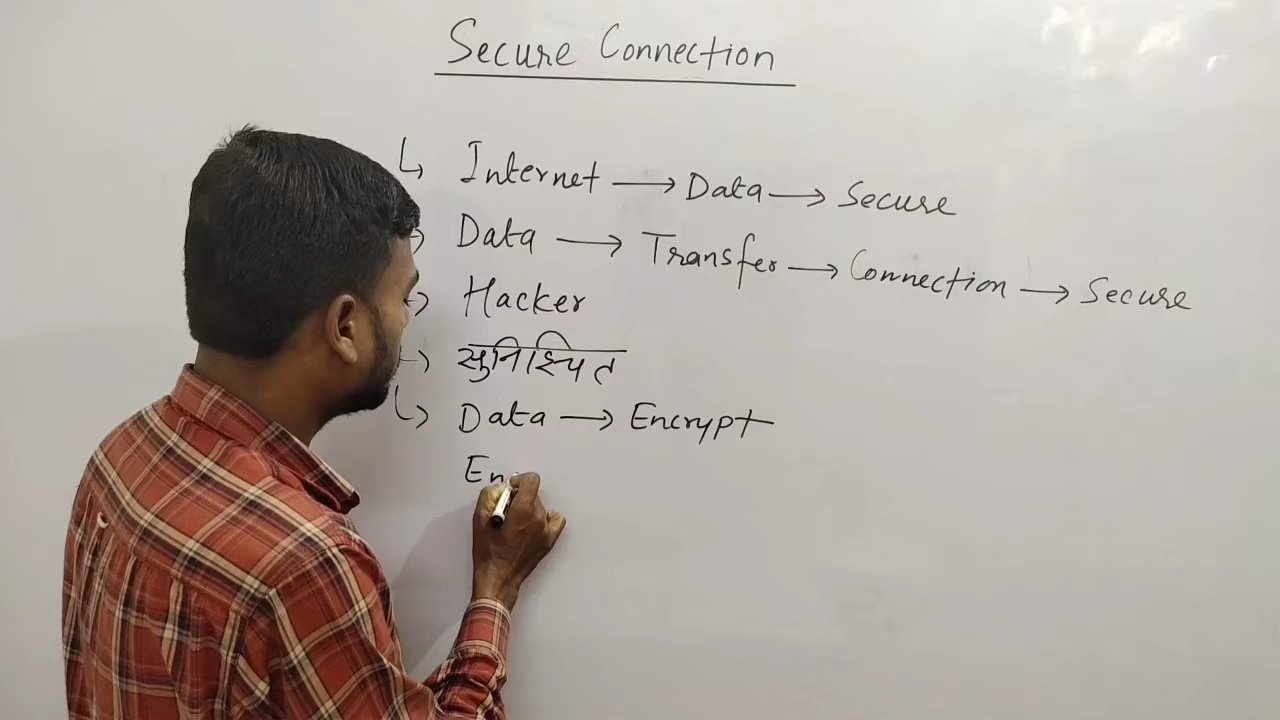 Secure Connection
↳ Internet → Data → Secure
↳ Data → Transfer → Connection → Secure
↳ Hacker
↳ सुनिश्चित
↳ Data → Encrypt
En